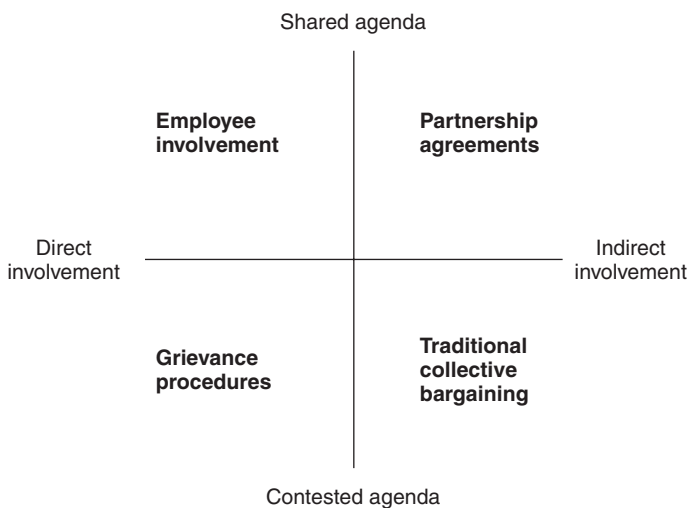 Shared agenda
Employee
involvement
Partnership
agreements
Direct
involvement
Indirect
involvement
Grievance
procedures
Traditional
collective
bargaining
Contested agenda